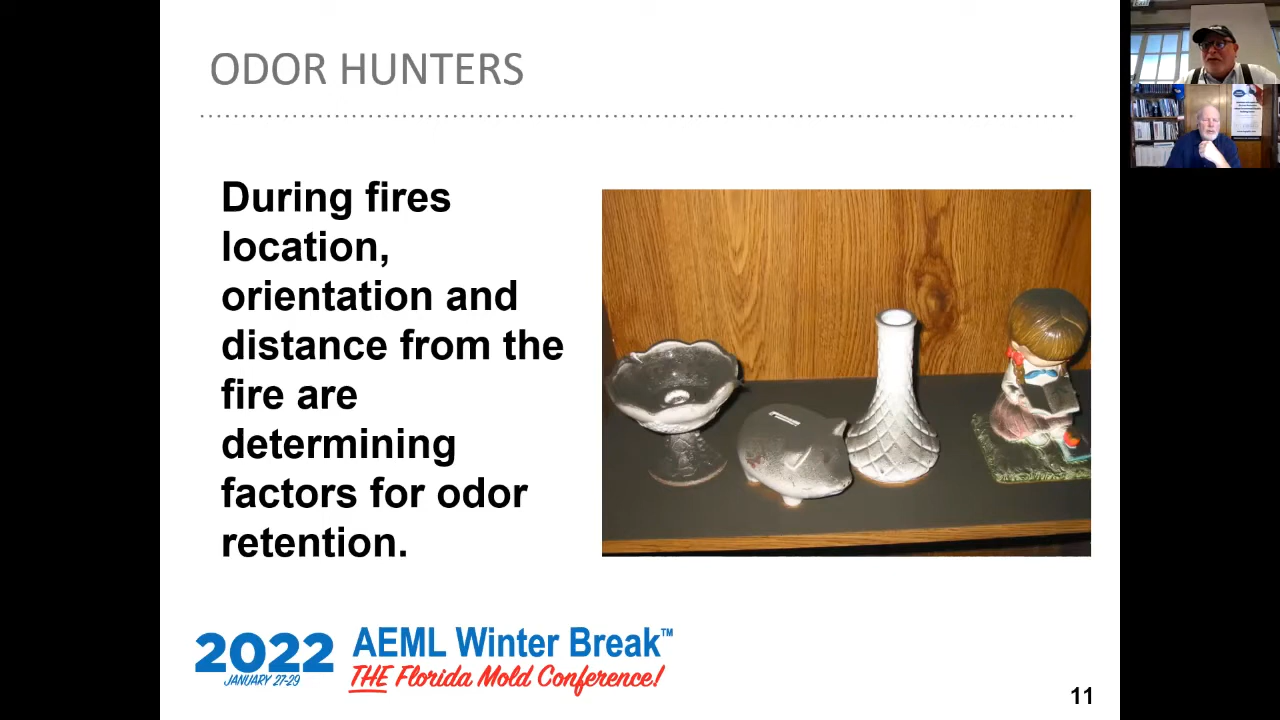 ODOR HUNTERS
During fires
location,
orientation and
distance from the
fire are
determining
factors for odor
retention.
2022
JANUARY 27-29
AEML Winter Break™
THE Florida Mold Conference!
11